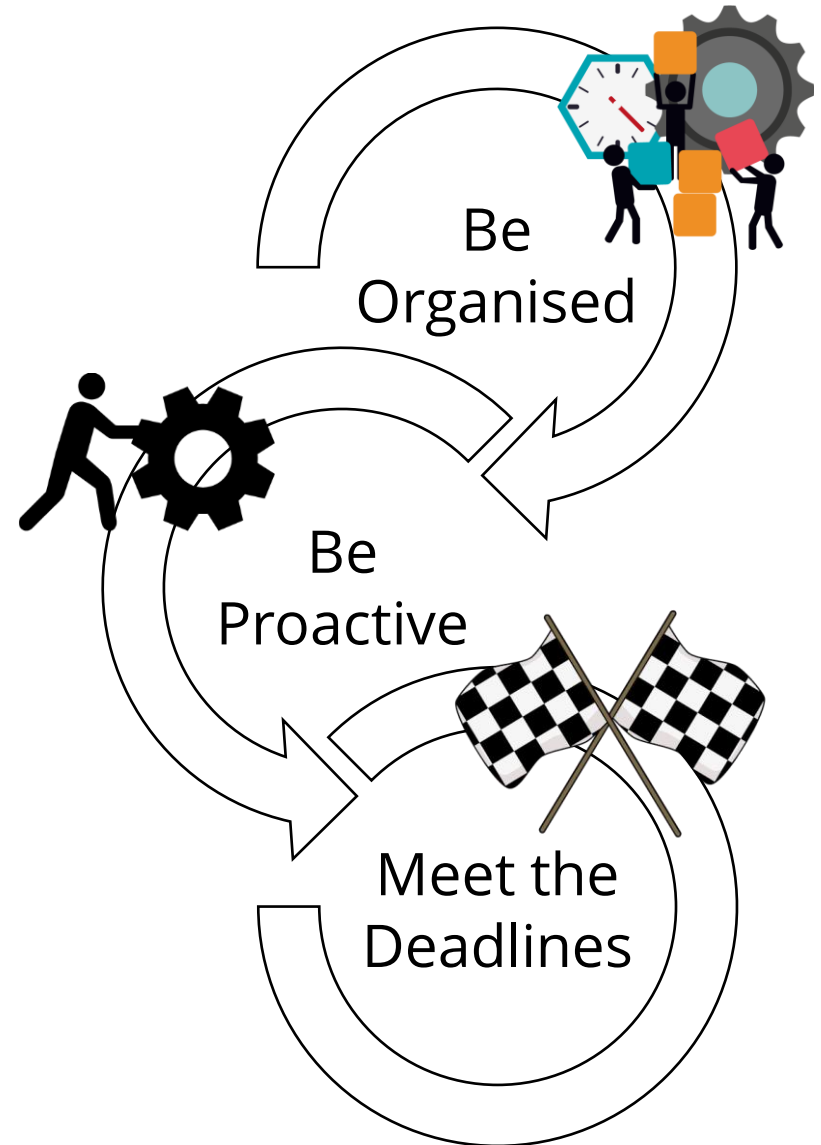 Be
Organised
Be
Proactive
Meet the
Deadlines